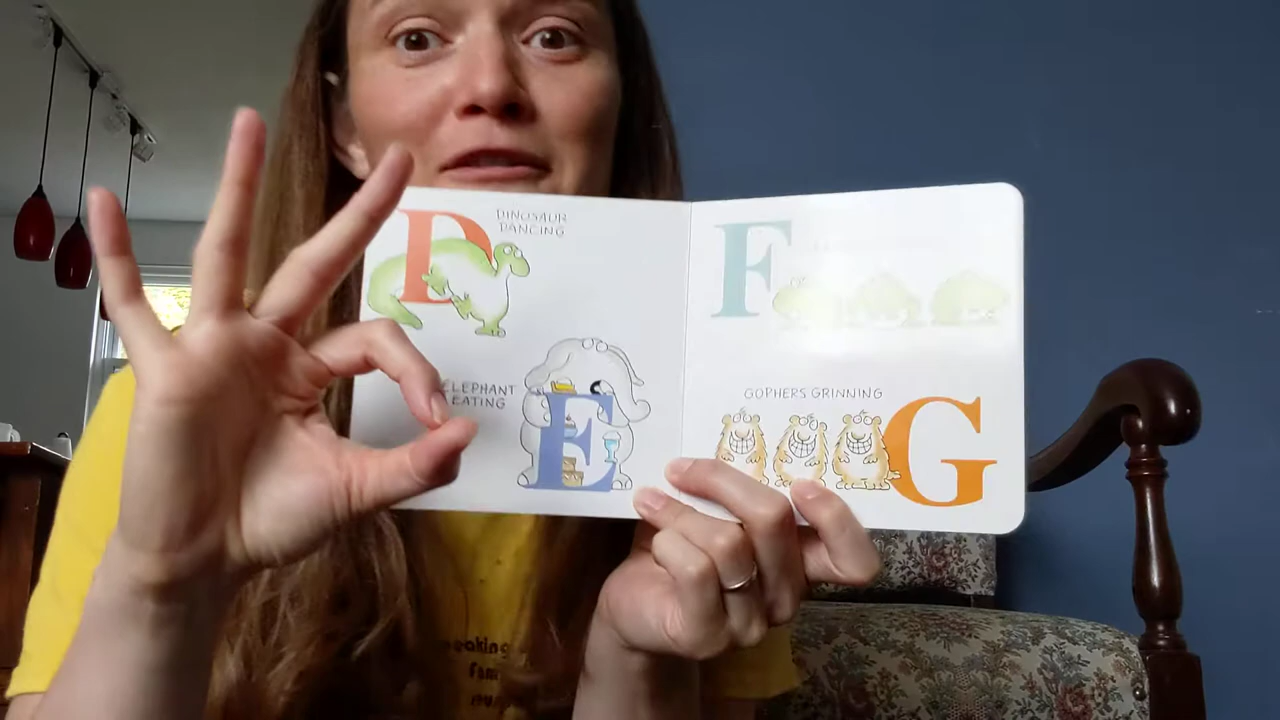 D
DINOSAUR
DANCING
ELEPHANT
EATING
E
F
GOPHERS GRINNING
G